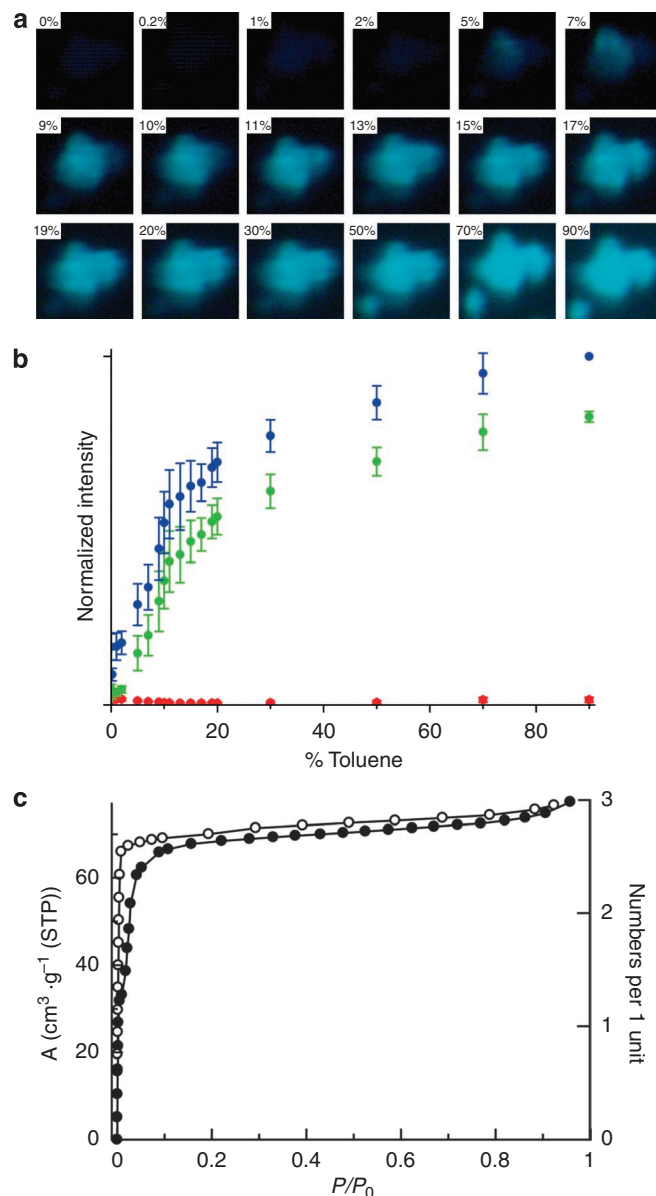 a
0% 0.2% 1% 2% 5% 7%
9% 10% 11% 13% 15% 17%
19% 20% 30% 50% 70% 90%
b
Normalized intensity
0 20 40 60 80
% Toluene
c
A (cm³ ·g⁻¹ (STP))
60
40
20
0
3
2
1
0
Numbers per 1 unit
0 0.2 0.4 0.6 0.8 1
P/P₀